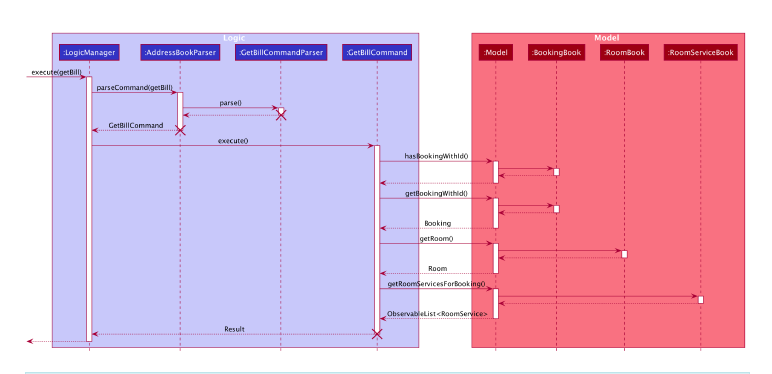 Logic
Model
:LogicManager
:AddressBookParser
:GetBillCommandParser
:GetBillCommand
:Model
:BookingBook
:RoomBook
:RoomServiceBook
execute(getBill)
parseCommand(getBill)
parse()
GetBillCommand
execute()
hasBookingWithId()
getBookingWithId()
Booking
getRoom()
Room
getRoomServicesForBooking()
ObservableList<RoomService>
Result